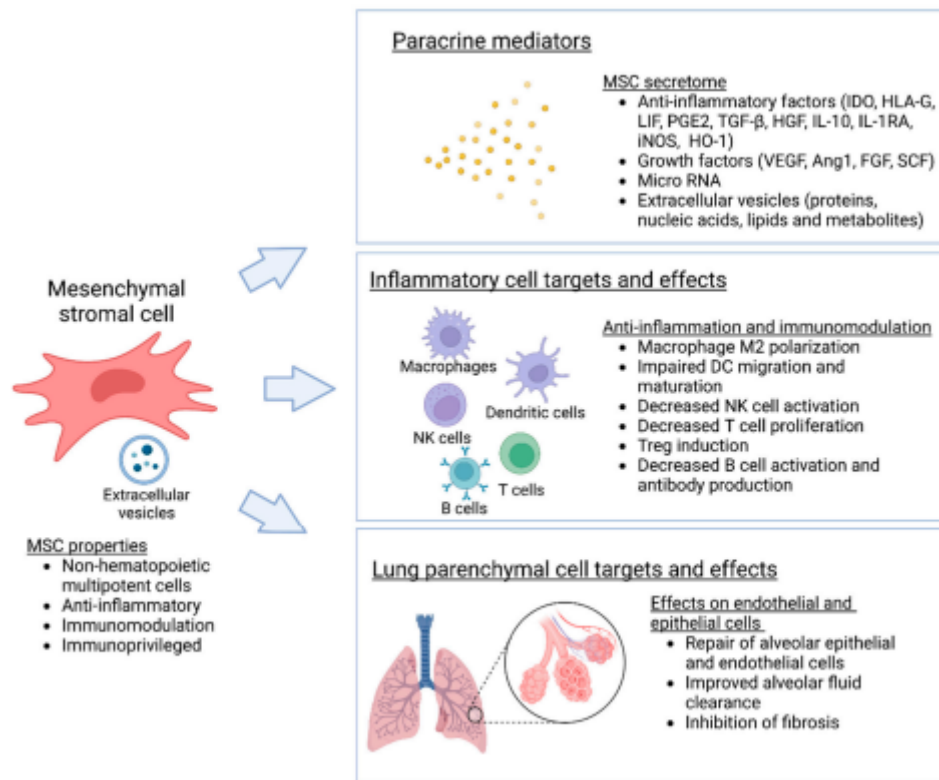 Mesenchymal
stromal cell
Extracellular
vesicles
MSC properties
• Non-hematopoietic
multipotent cells
• Anti-inflammatory
• Immunomodulation
• Immunoprivileged
Paracrine mediators
MSC secretome
• Anti-inflammatory factors (IDO, HLA-G,
LIF, PGE2, TGF-β, HGF, IL-10, IL-1RA,
iNOS, HO-1)
• Growth factors (VEGF, Ang1, FGF, SCF)
• Micro RNA
• Extracellular vesicles (proteins,
nucleic acids, lipids and metabolites)
Inflammatory cell targets and effects
Macrophages
Dendritic cells
NK cells
T cells
B cells
Anti-inflammation and immunomodulation
• Macrophage M2 polarization
• Impaired DC migration and
maturation
• Decreased NK cell activation
• Decreased T cell proliferation
• Treg induction
• Decreased B cell activation and
antibody production
Lung parenchymal cell targets and effects
Effects on endothelial and
epithelial cells
• Repair of alveolar epithelial
and endothelial cells
• Improved alveolar fluid
clearance
• Inhibition of fibrosis